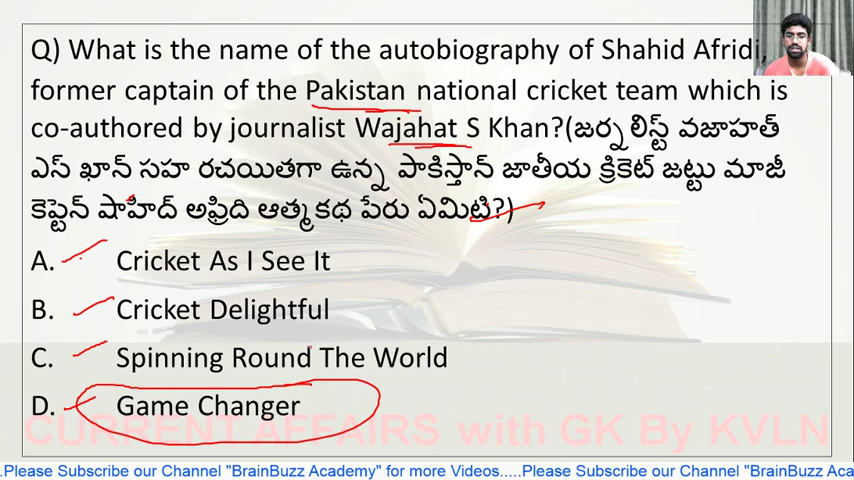 Q) What is the name of the autobiography of Shahid Afridi,
former captain of the Pakistan national cricket team which is
co-authored by journalist Wajahat S Khan?(జర్నలిస్ట్ వజాహత్
ఎస్ ఖాన్ సహ రచయితగా ఉన్న పాకిస్తాన్ జాతీయ క్రికెట్ జట్టు మాజీ
కెప్టెన్ షాహిద్ అఫ్రిది ఆత్మకథ పేరు ఏమిటి?)
A. Cricket As I See It
B. Cricket Delightful
C. Spinning Round The World
D. Game Changer
CURRENT AFFAIRS with GK By KVLN
..Please Subscribe our Channel "BrainBuzz Academy" for more Videos.....Please Subscribe our Channel "BrainBuzz Aca